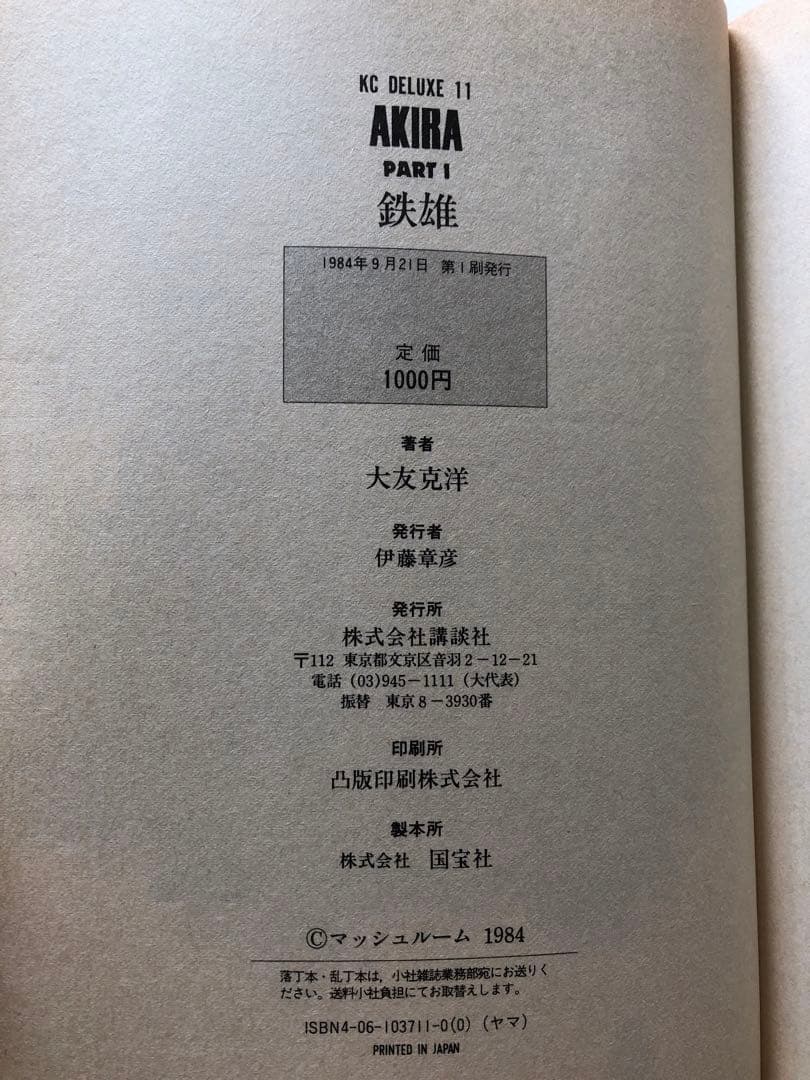 KC DELUXE 11
AKIRA
PART 1
鉄雄
1984年9月21日 第1刷発行
定価
1000円
著者
大友克洋
発行者
伊藤章彦
発行所
株式会社講談社
〒112 東京都文京区音羽2-12-21
電話 (03)945-1111 (大代表)
振替 東京8-3930番
印刷所
凸版印刷株式会社
製本所
株式会社 国宝社
©マッシュルーム 1984
落丁本・乱丁本は，小社雑誌業務部宛にお送りく
ださい。送料小社負担にてお取替えします。
ISBN4-06-103711-0(0) (ヤマ)
PRINTED IN JAPAN